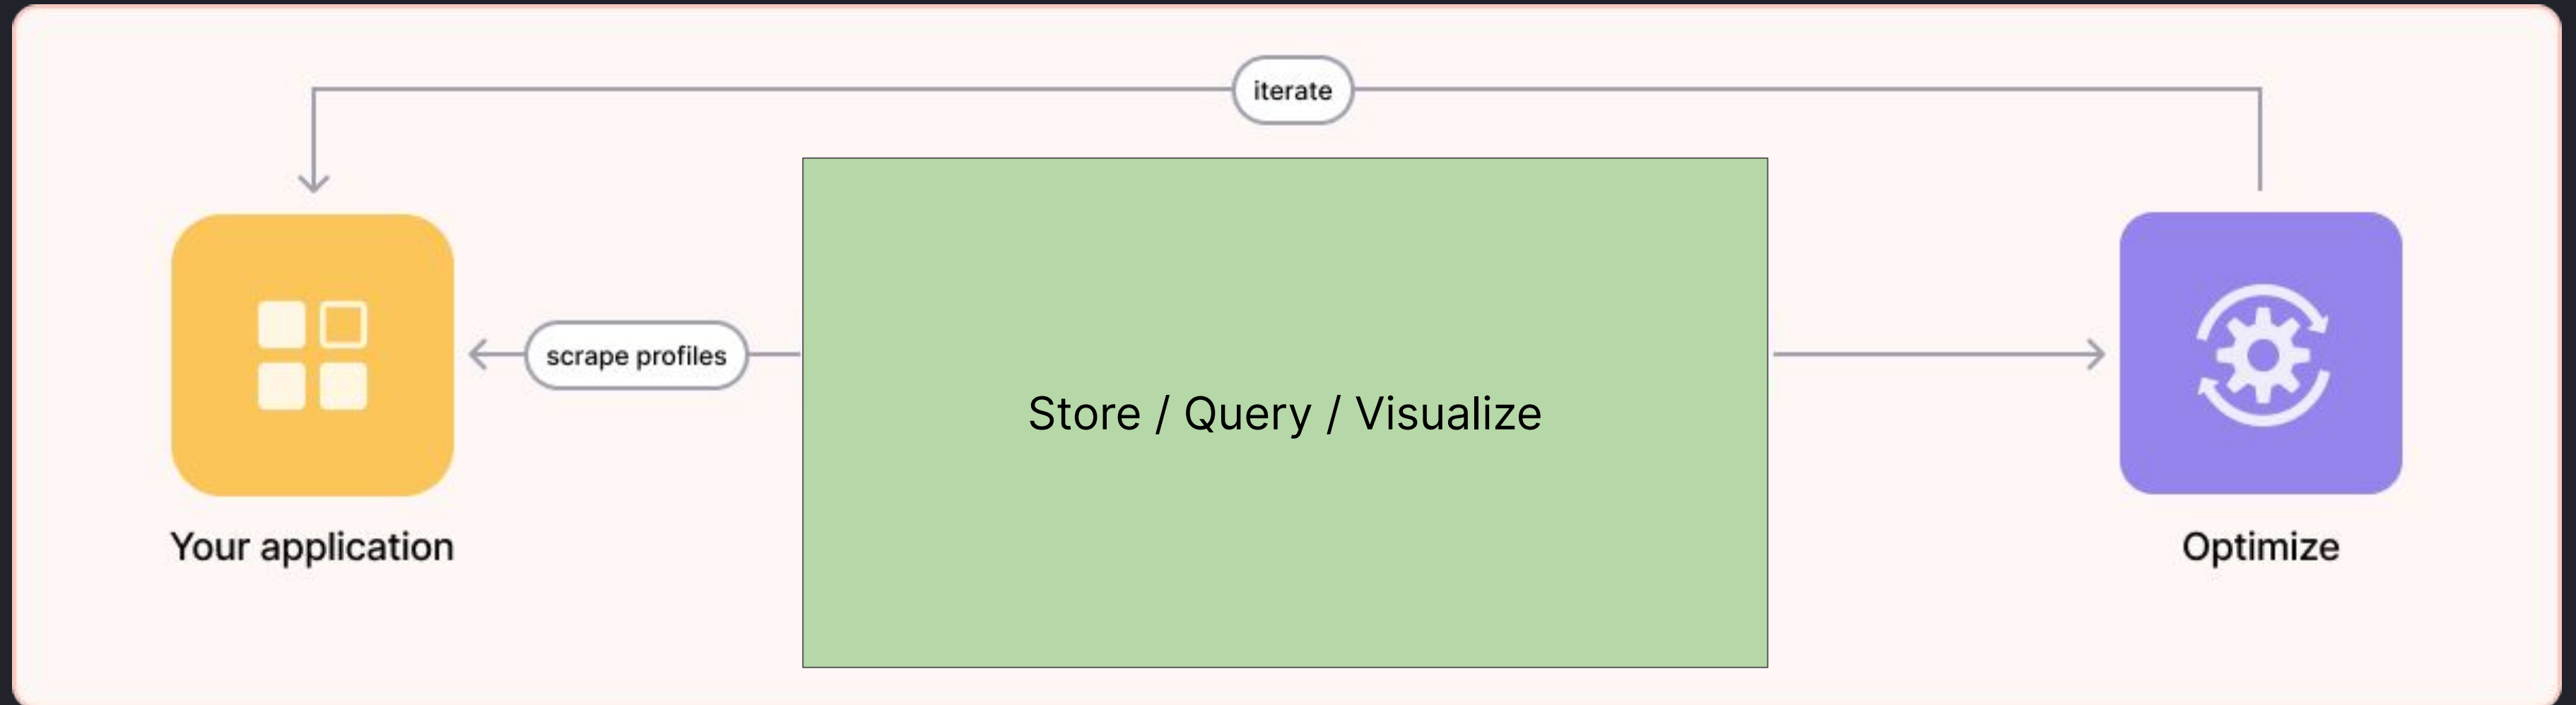 iterate
scrape profiles
Store / Query / Visualize
Your application
Optimize